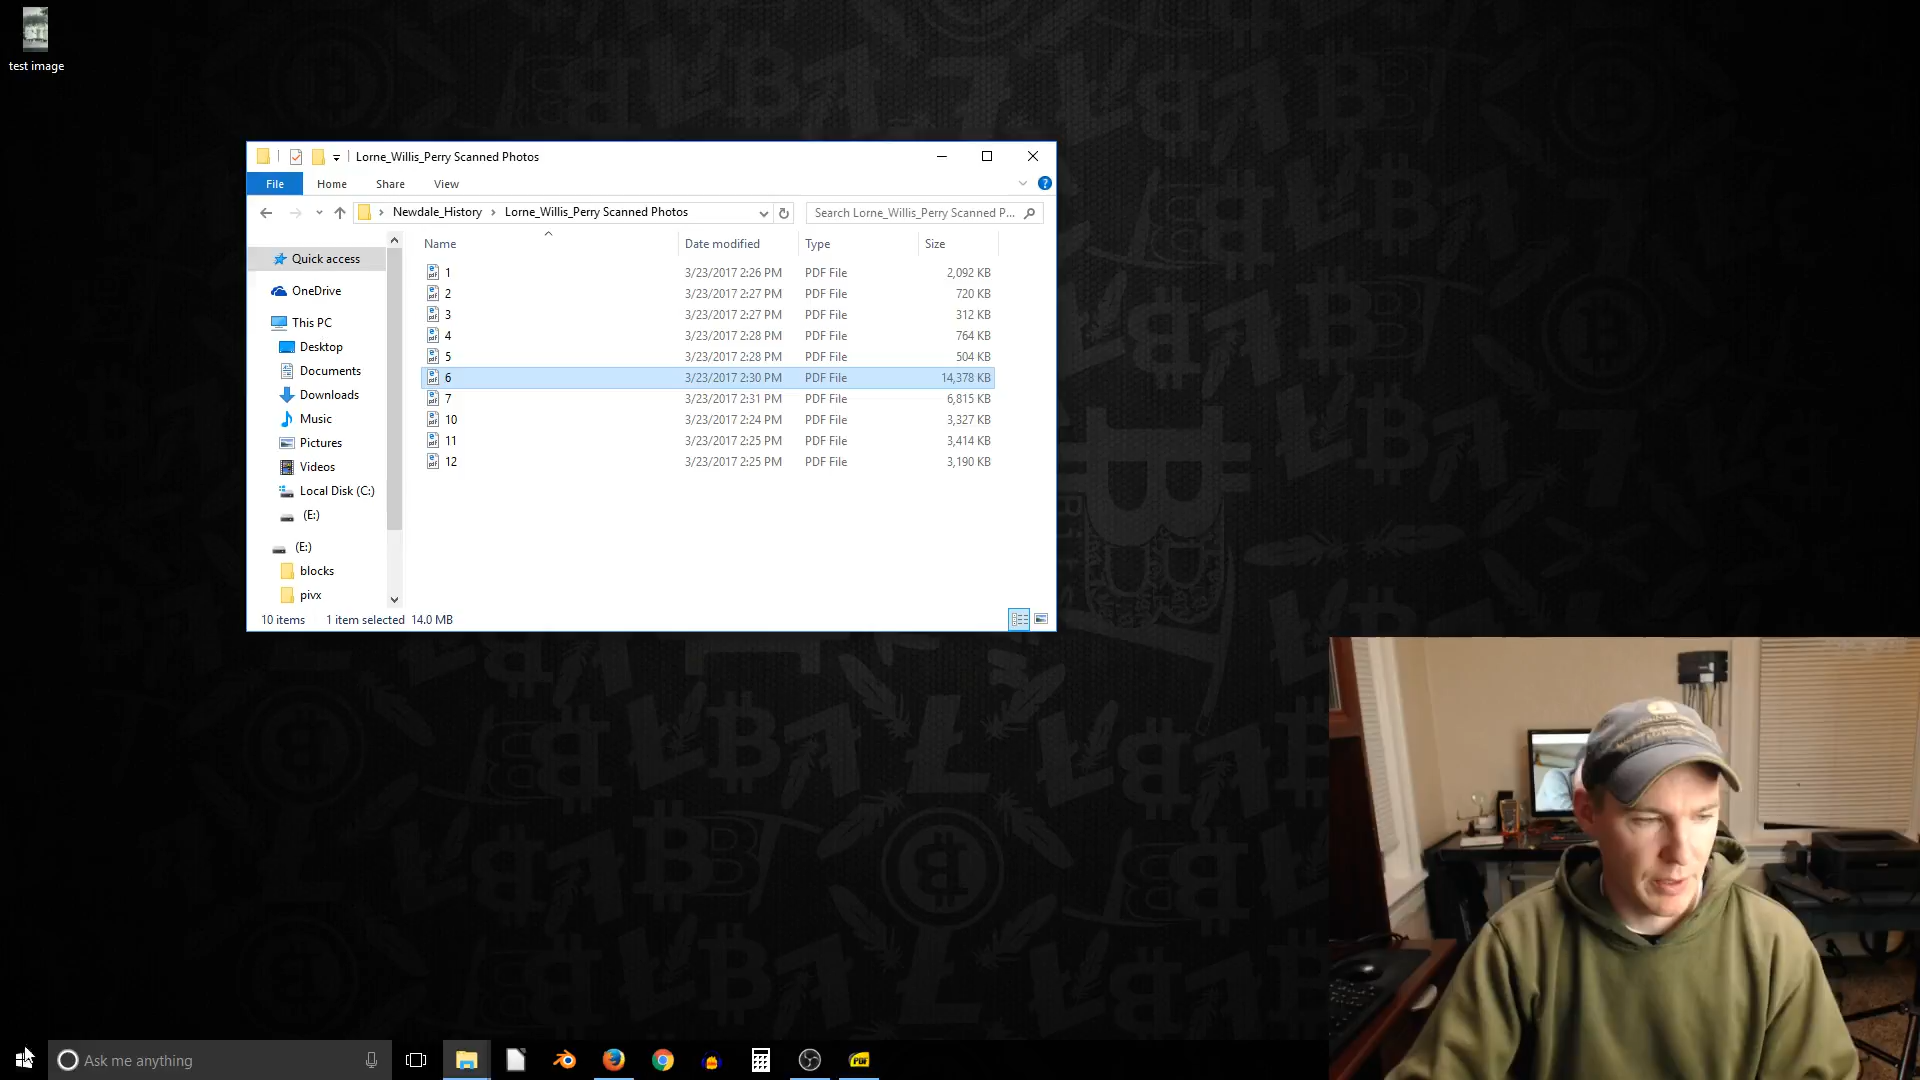 test image
Lorne_Willis_Perry Scanned Photos
File Home Share View
Newdale_History Lorne_Willis_Perry Scanned Photos Search Lorne_Willis_Perry Scanned P...
Name Date modified Type Size
Quick access
OneDrive
This PC
Desktop
Documents
Downloads
Music
Pictures
Videos
Local Disk (C:)
(E:)
(E:)
blocks
pivx
1 3/23/2017 2:26 PM PDF File 2,092 KB
2 3/23/2017 2:27 PM PDF File 720 KB
3 3/23/2017 2:27 PM PDF File 312 KB
4 3/23/2017 2:28 PM PDF File 764 KB
5 3/23/2017 2:28 PM PDF File 504 KB
6 3/23/2017 2:30 PM PDF File 14,378 KB
7 3/23/2017 2:31 PM PDF File 6,815 KB
10 3/23/2017 2:24 PM PDF File 3,327 KB
11 3/23/2017 2:25 PM PDF File 3,414 KB
12 3/23/2017 2:25 PM PDF File 3,190 KB
10 items 1 item selected 14.0 MB
Ask me anything
PDF